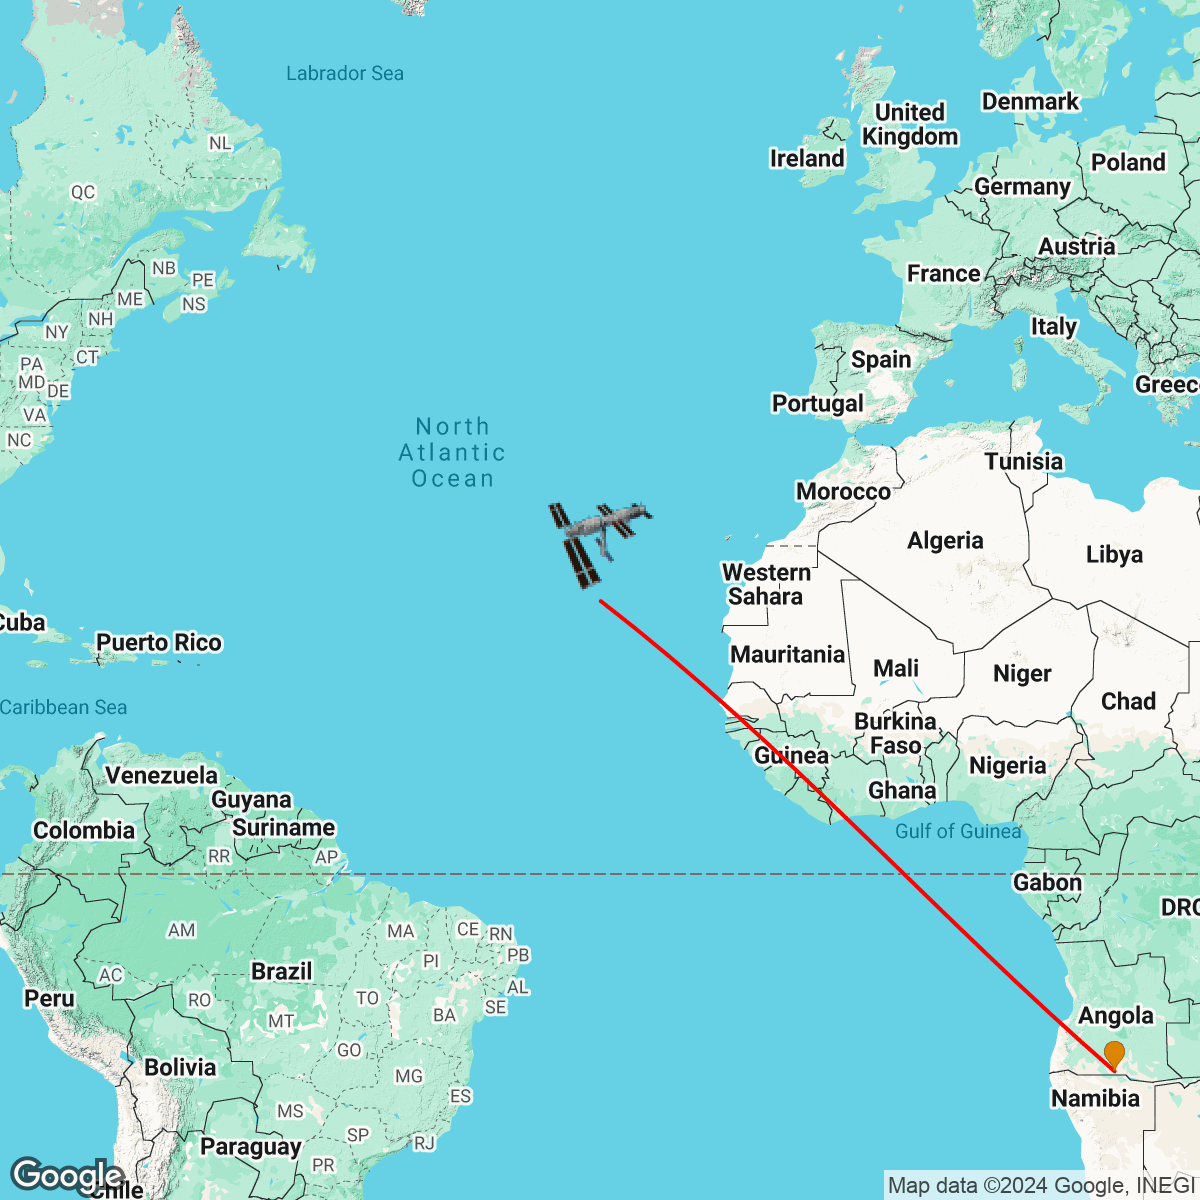 Labrador Sea
Denmark
United
Kingdom
NL
Ireland
Poland
Germany
QC
Austria
NB
France
PE
ME
NS
NH
Italy
NY
CT
Spain
PA
MD
DE
Greec
Portugal
VA
North
Atlantic
Ocean
NC
Tunisia
Morocco
Algeria
Libya
Western
Sahara
Cuba
Puerto Rico
Mauritania
Mali
Niger
Caribbean Sea
Chad
Burkina
Faso
Guinea
Nigeria
Venezuela
Ghana
Guyana
Colombia
Suriname
Gulf of Guinea
RR
AP
Gabon
DRC
AM
MA
CE
RN
PI
PB
AC
Brazil
AL
Peru
RO
TO
SE
MT
BA
Angola
GO
Bolivia
MG
ES
Namibia
MS
SP
RJ
Paraguay
PR
Google
Chile
Map data ©2024 Google, INEGI